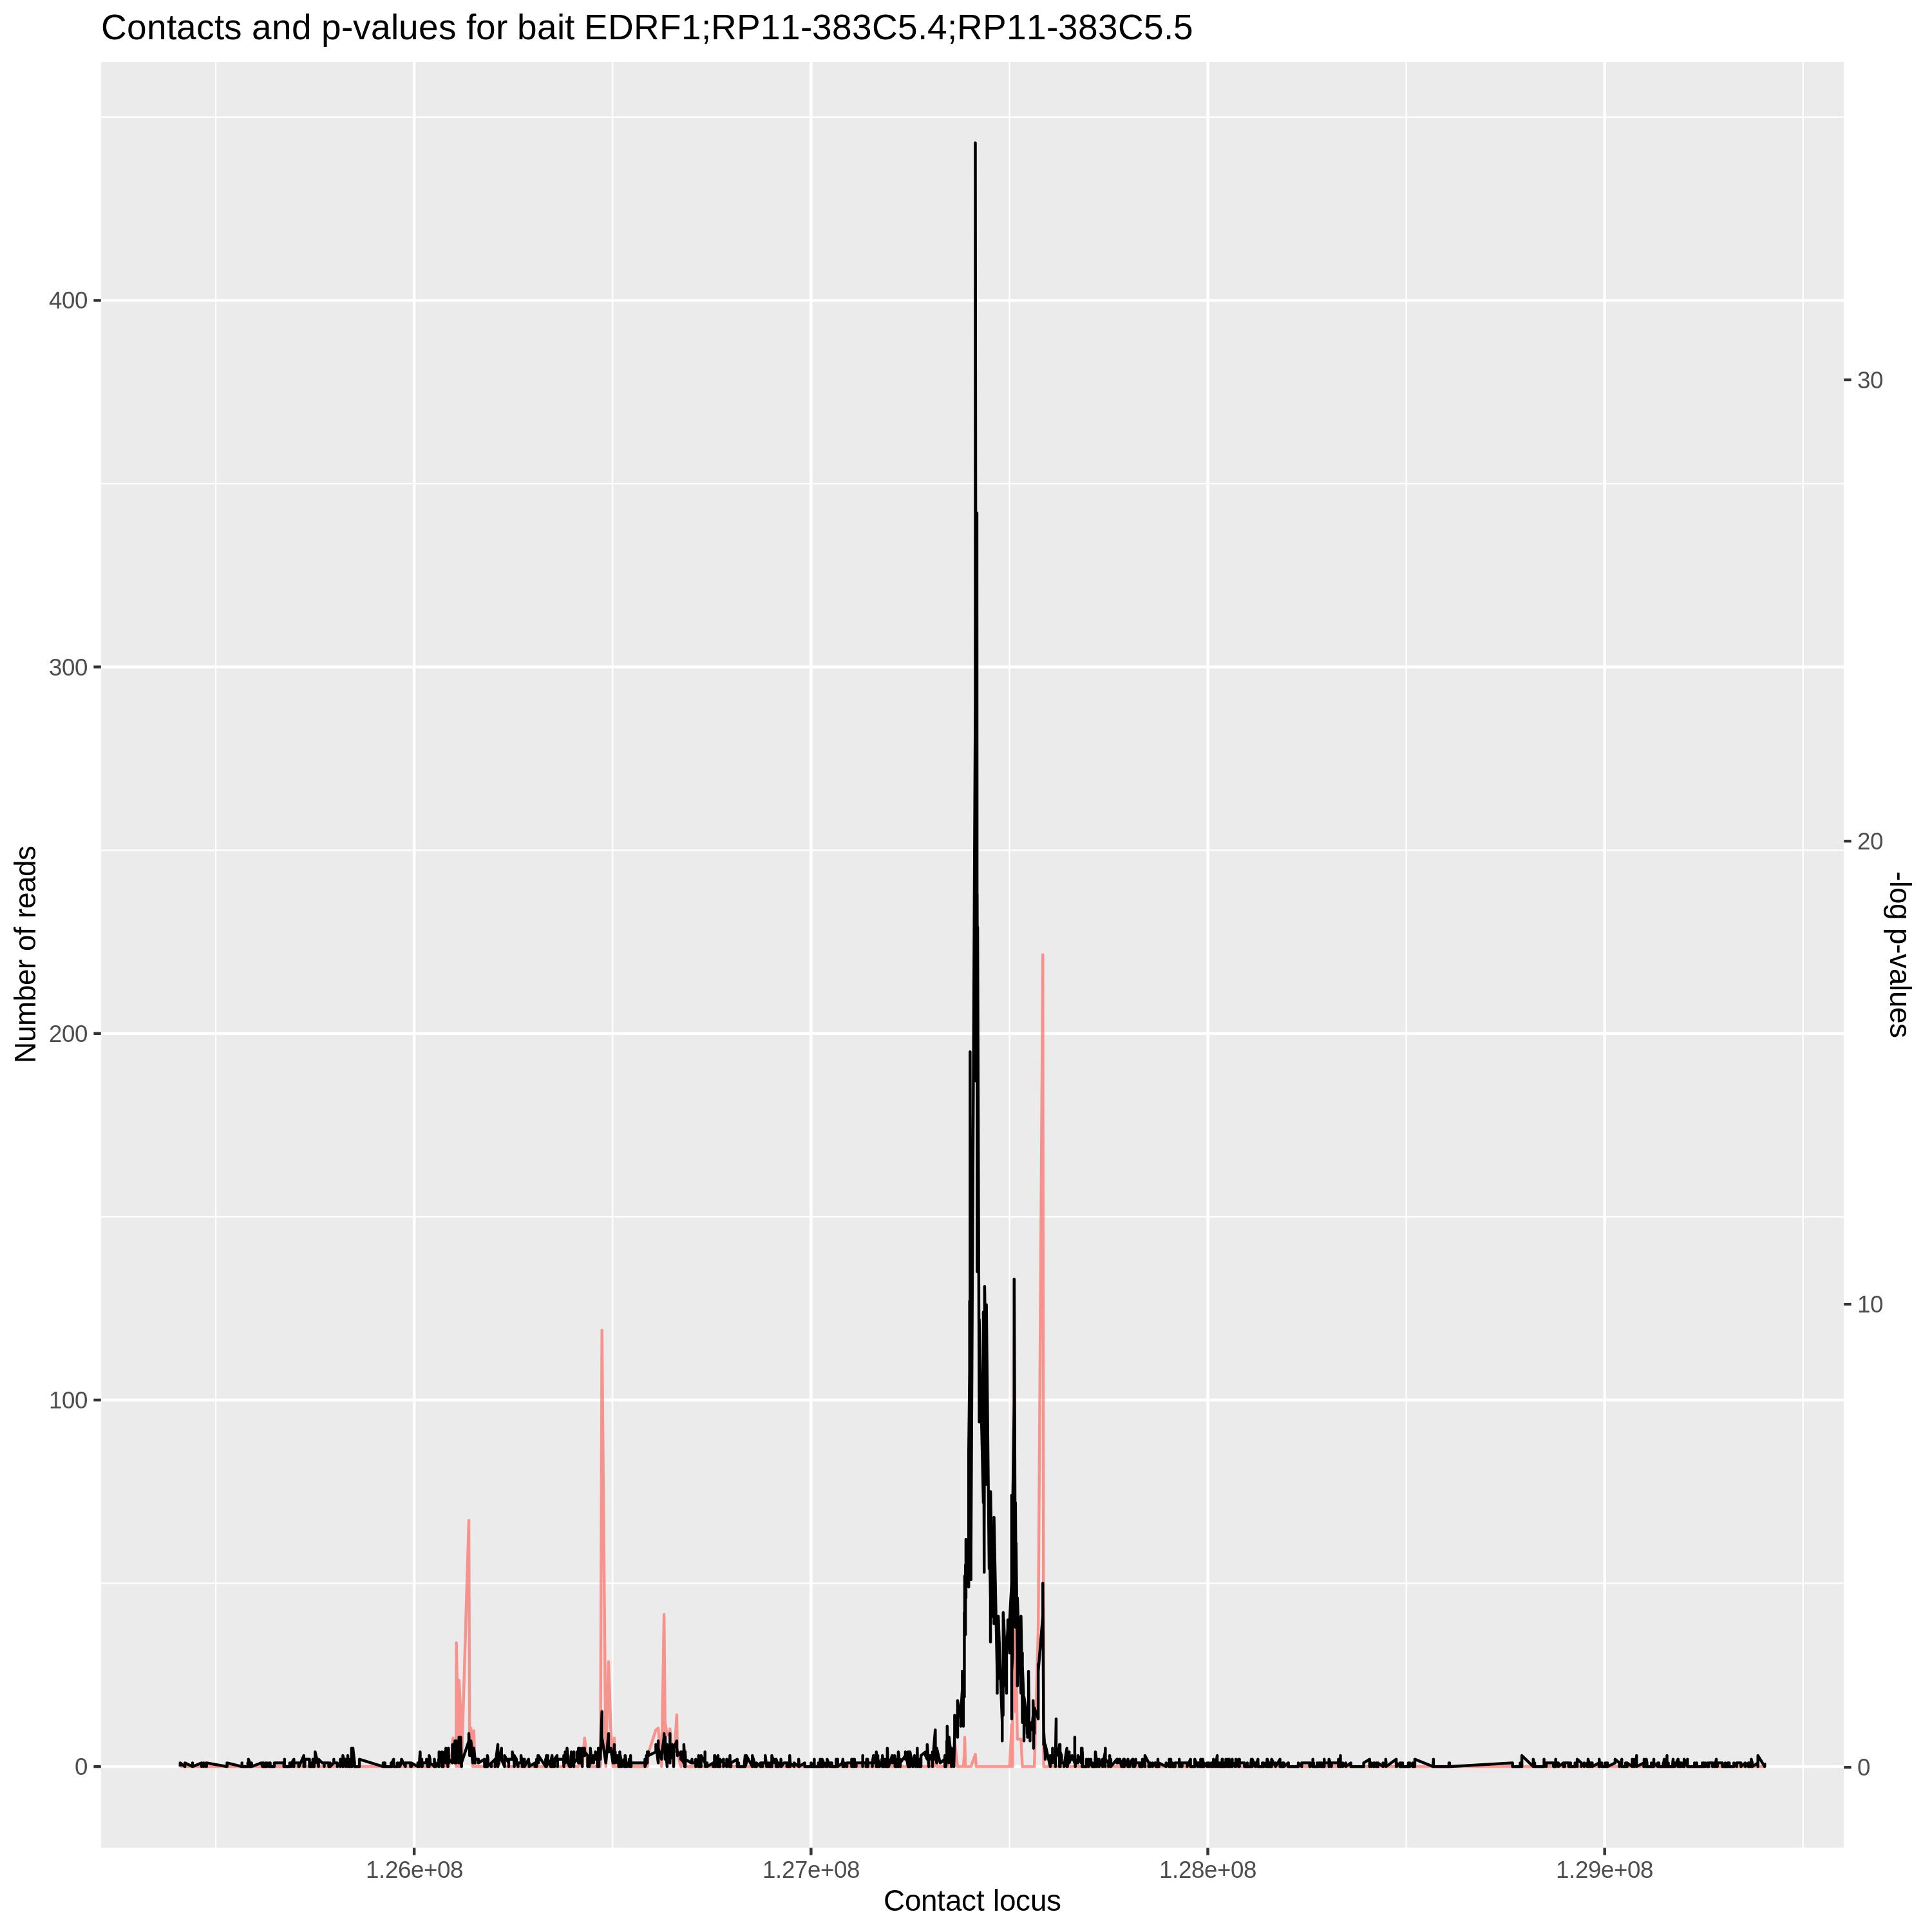 Contacts and p-values for bait EDRF1;RP11-383C5.4;RP11-383C5.5
400
300
200
100
0
Number of reads
30
20
10
0
-log p-values
1.26e+08
1.27e+08
1.28e+08
1.29e+08
Contact locus